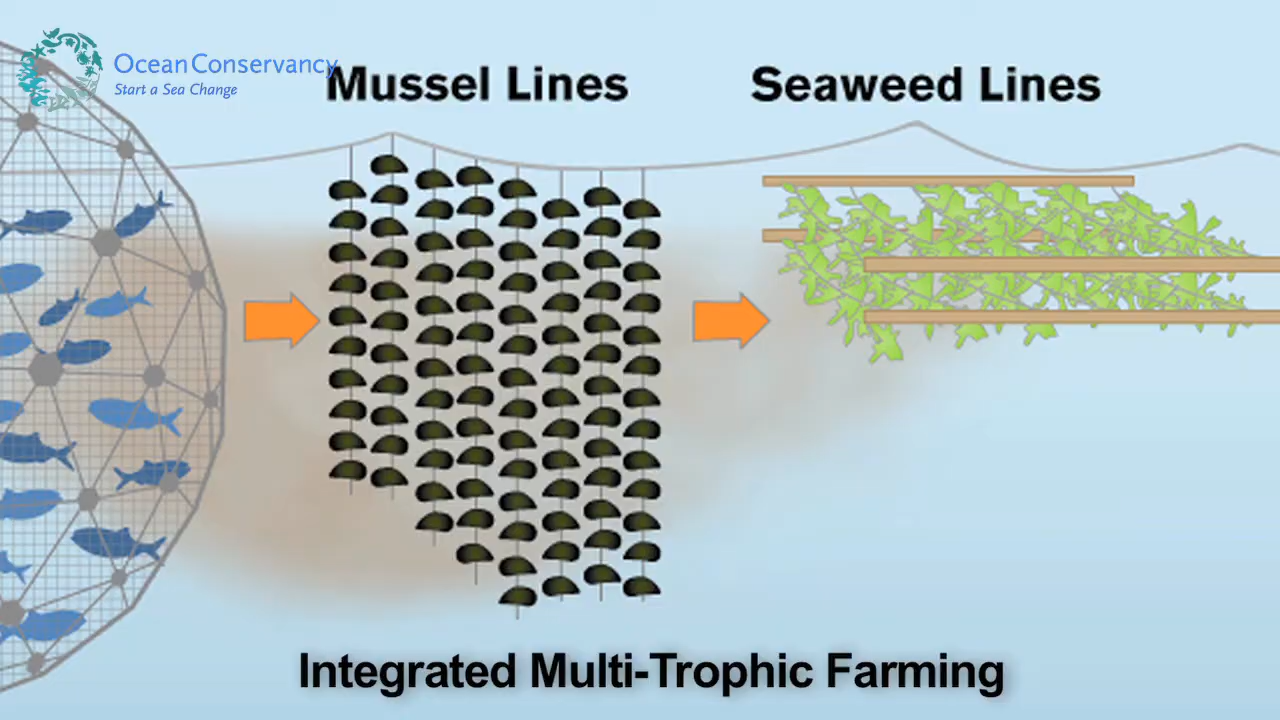 OceanConservancy
Start a Sea Change
Mussel Lines
Seaweed Lines
Integrated Multi-Trophic Farming